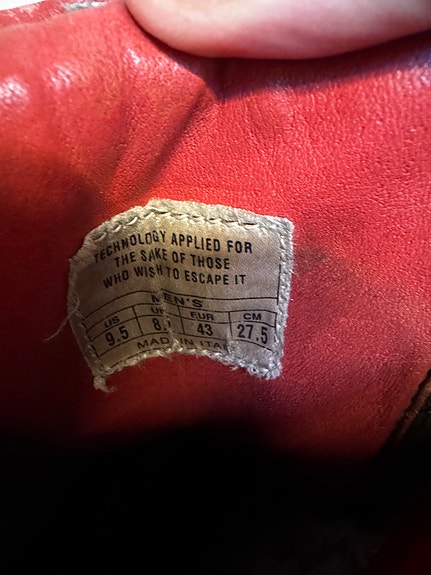 TECHNOLOGY APPLIED FOR
THE SAKE OF THOSE
WHO WISH TO ESCAPE IT
MEN'S
US UK EUR CM
9.5 43 27.5
MADE IN